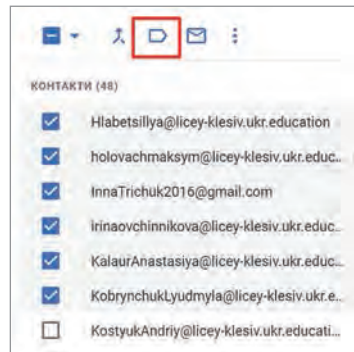 КОНТАКТИ (48)
Hlabetsillya@licey-klesiv.ukr.education
holovachmaksym@licey-klesiv.ukr.educ...
InnaTrichuk2016@gmail.com
irinaovchinnikova@licey-klesiv.ukr.educ...
KalaurAnastasiya@licey-klesiv.ukr.educ...
KobrynchukLyudmyla@licey-klesiv.ukr.e...
KostyukAndriy@licey-klesiv.ukr.educati...